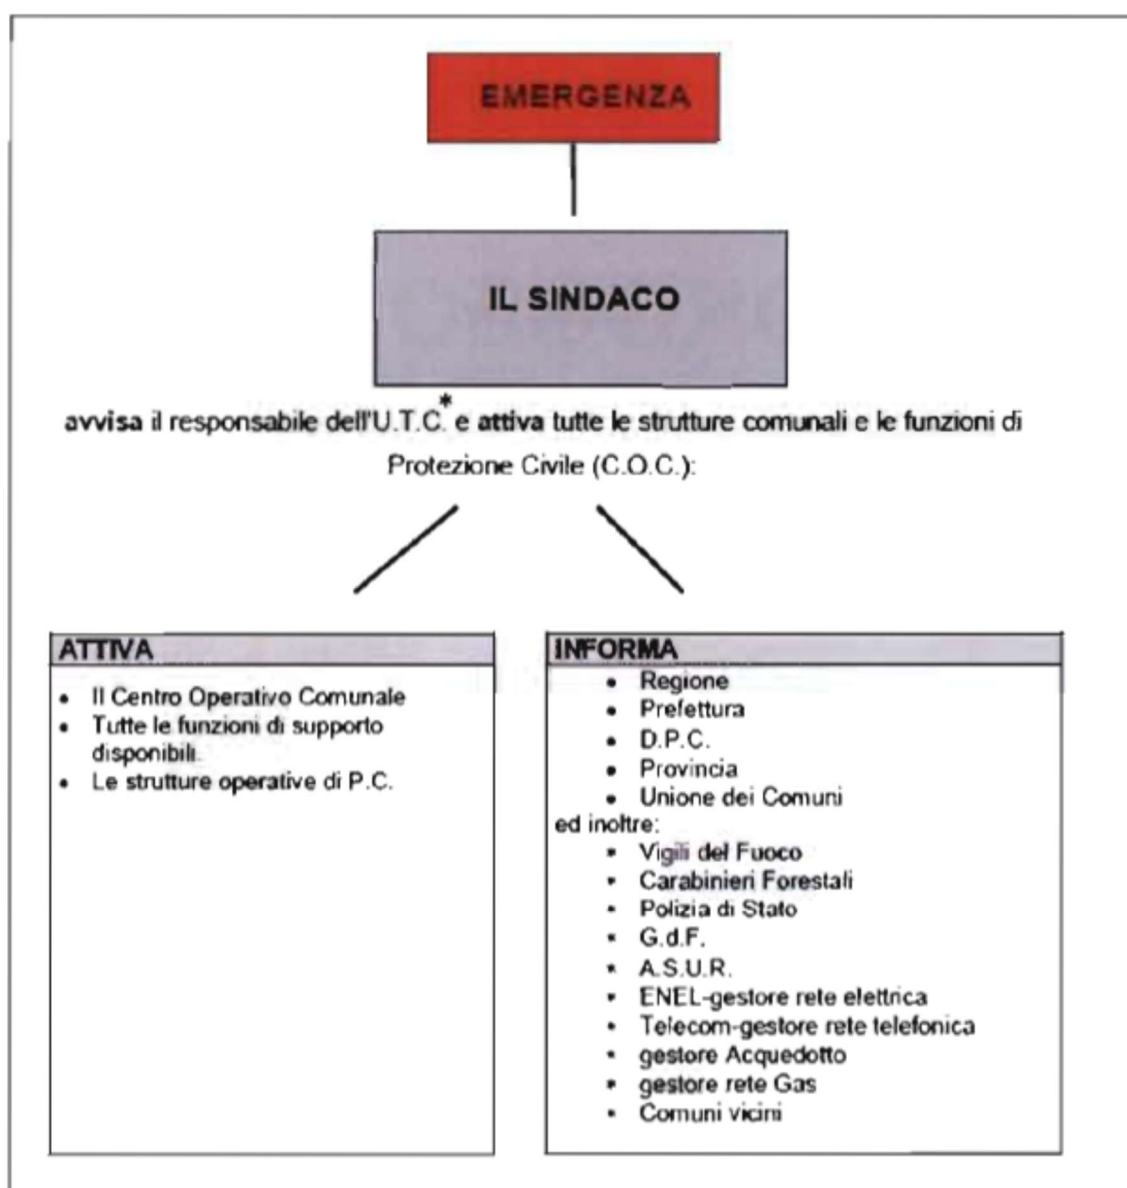 EMERGENZA
IL SINDACO
avvisa il responsabile dell'U.T.C.* e attiva tutte le strutture comunali e le funzioni di
Protezione Civile (C.O.C.):
ATTIVA
• Il Centro Operativo Comunale
• Tutte le funzioni di supporto
disponibili.
• Le strutture operative di P.C.
INFORMA
• Regione
• Prefettura
• D.P.C.
• Provincia
• Unione dei Comuni
ed inoltre:
• Vigili del Fuoco
• Carabinieri Forestali
• Polizia di Stato
• G.d.F.
• A.S.U.R.
• ENEL-gestore rete elettrica
• Telecom-gestore rete telefonica
• gestore Acquedotto
• gestore rete Gas
• Comuni vicini